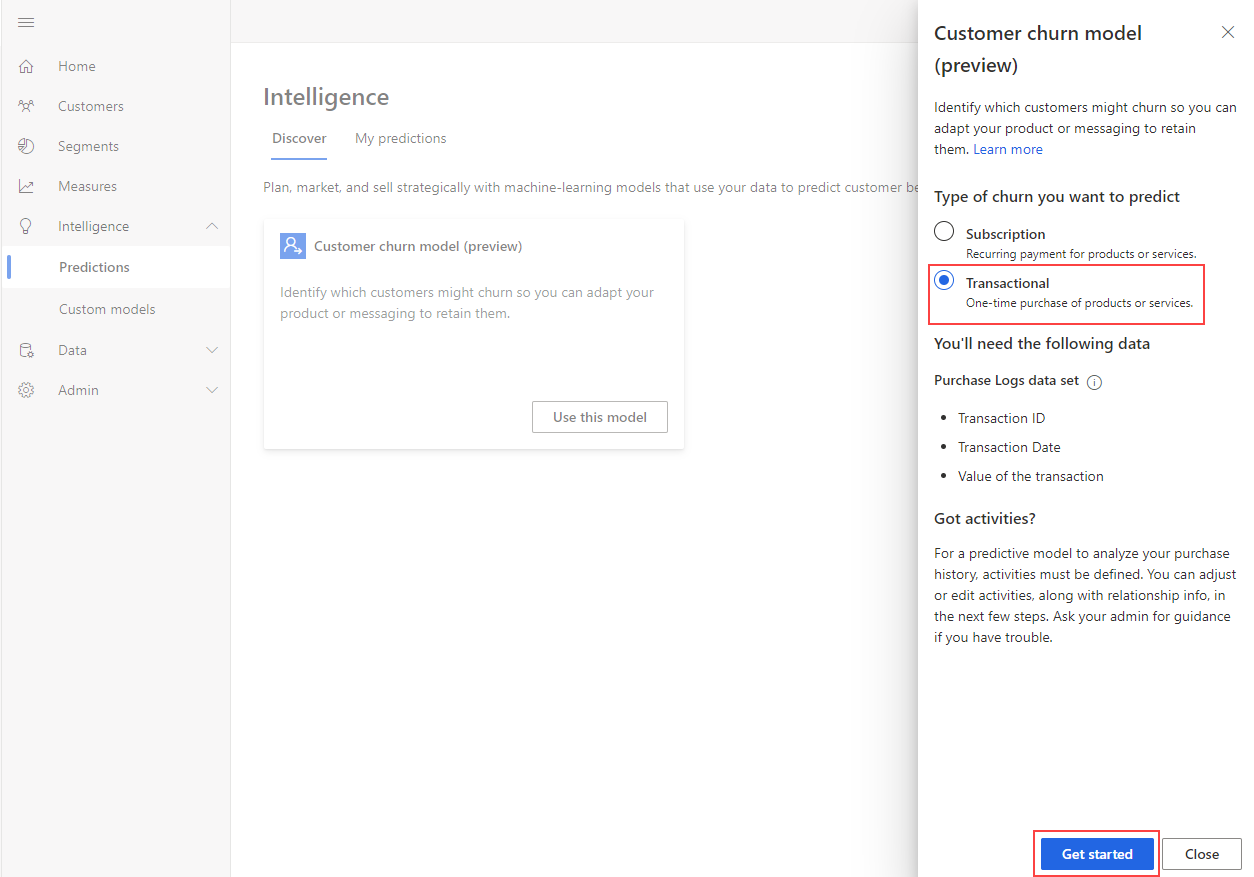 Home
Customers
Segments
Measures
Intelligence
Predictions
Custom models
Data
Admin
Intelligence
Discover
My predictions
Plan, market, and sell strategically with machine-learning models that use your data to predict customer be
Customer churn model (preview)
Identify which customers might churn so you can adapt your
product or messaging to retain them.
Use this model
Customer churn model
(preview)
Identify which customers might churn so you can
adapt your product or messaging to retain
them. Learn more
Type of churn you want to predict
Subscription
Recurring payment for products or services.
Transactional
One-time purchase of products or services.
You'll need the following data
Purchase Logs data set
Transaction ID
Transaction Date
Value of the transaction
Got activities?
For a predictive model to analyze your purchase
history, activities must be defined. You can adjust
or edit activities, along with relationship info, in
the next few steps. Ask your admin for guidance
if you have trouble.
Get started
Close